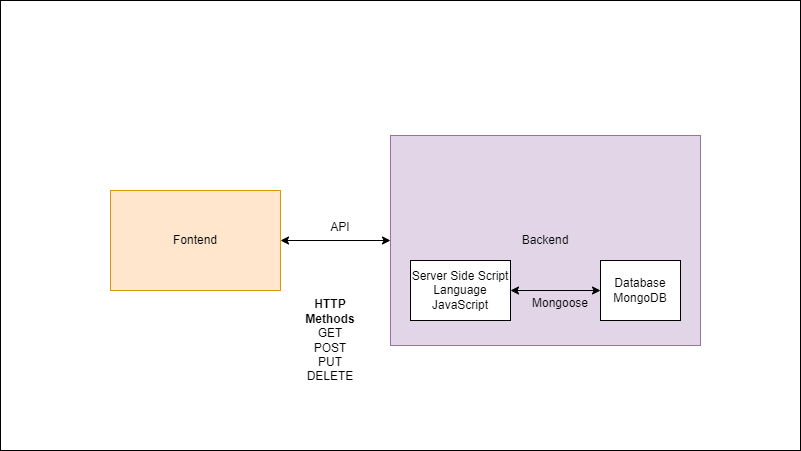 API
Fontend
Backend
Server Side Script
Language
JavaScript
Mongoose
Database
MongoDB
HTTP
Methods
GET
POST
PUT
DELETE